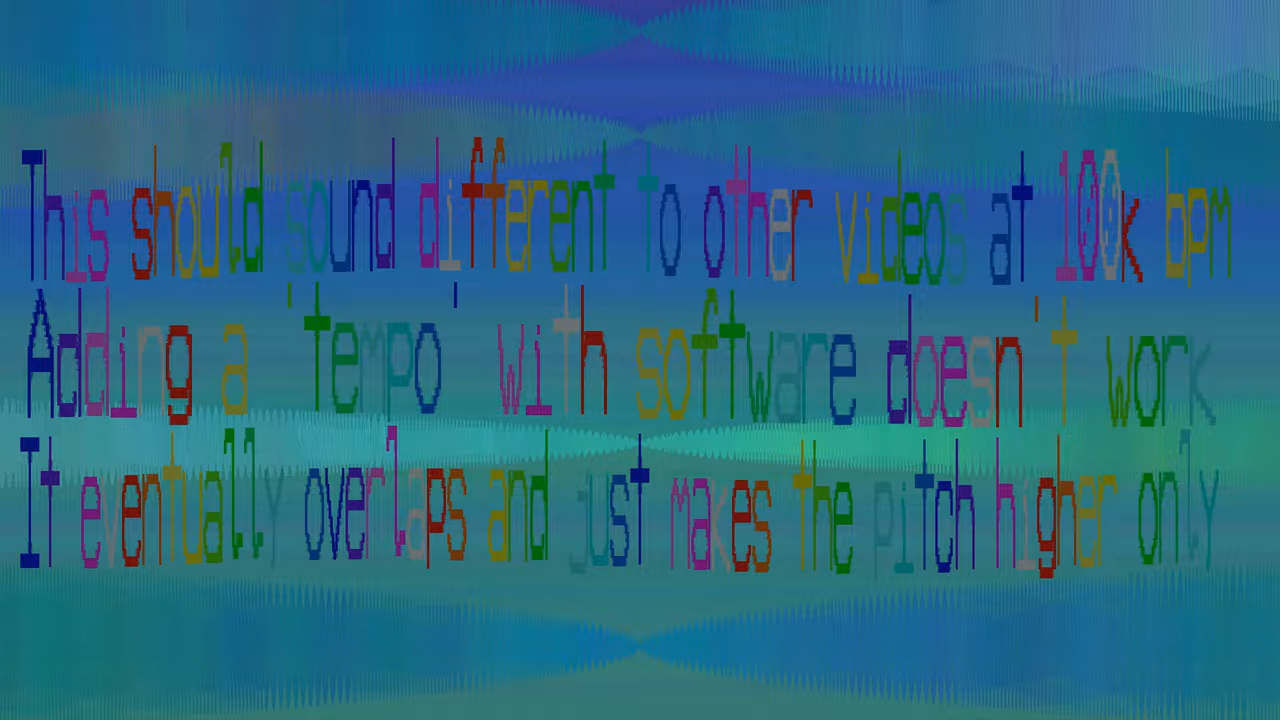 This should sound different to other videos at 100k bpm
Adding a 'tempo' with software doesn't work
It eventually overlaps and just makes the pitch higher only